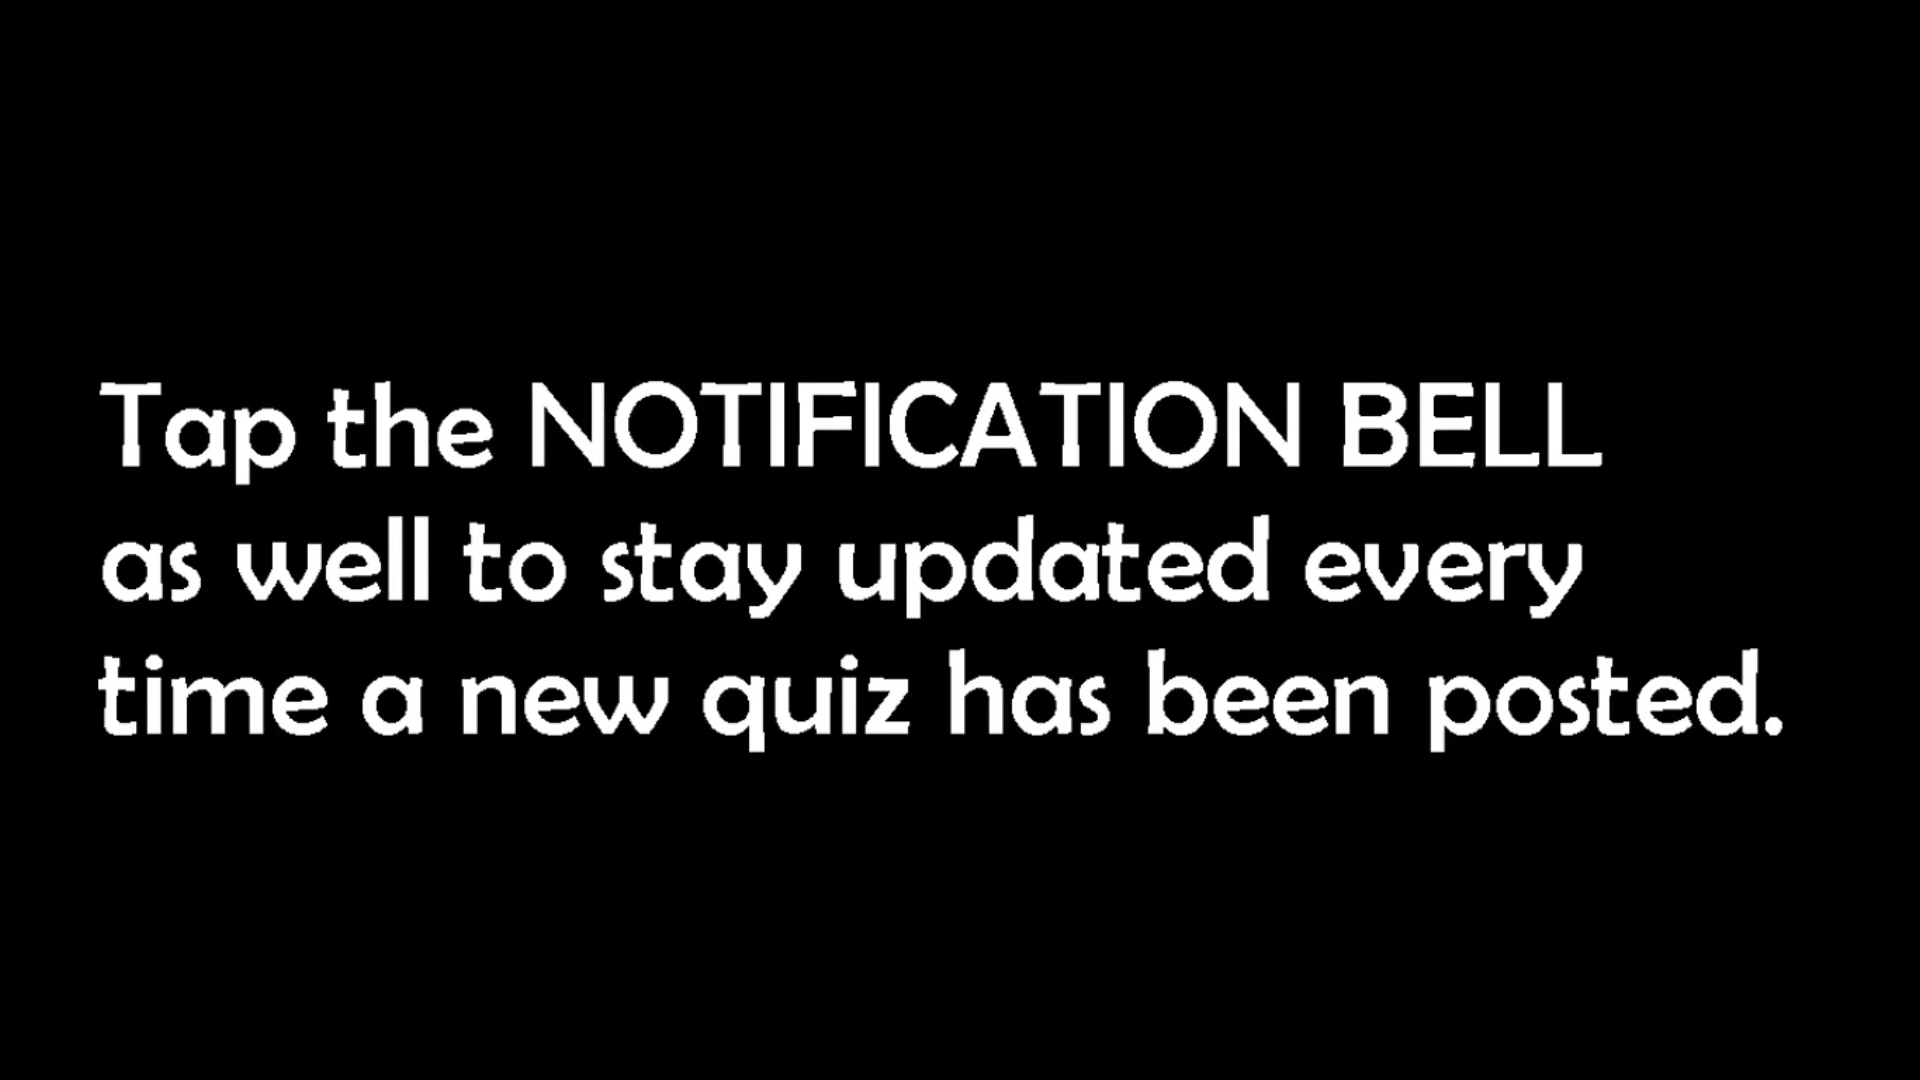 Tap the NOTIFICATION BELL
as well to stay updated every
time a new quiz has been posted.